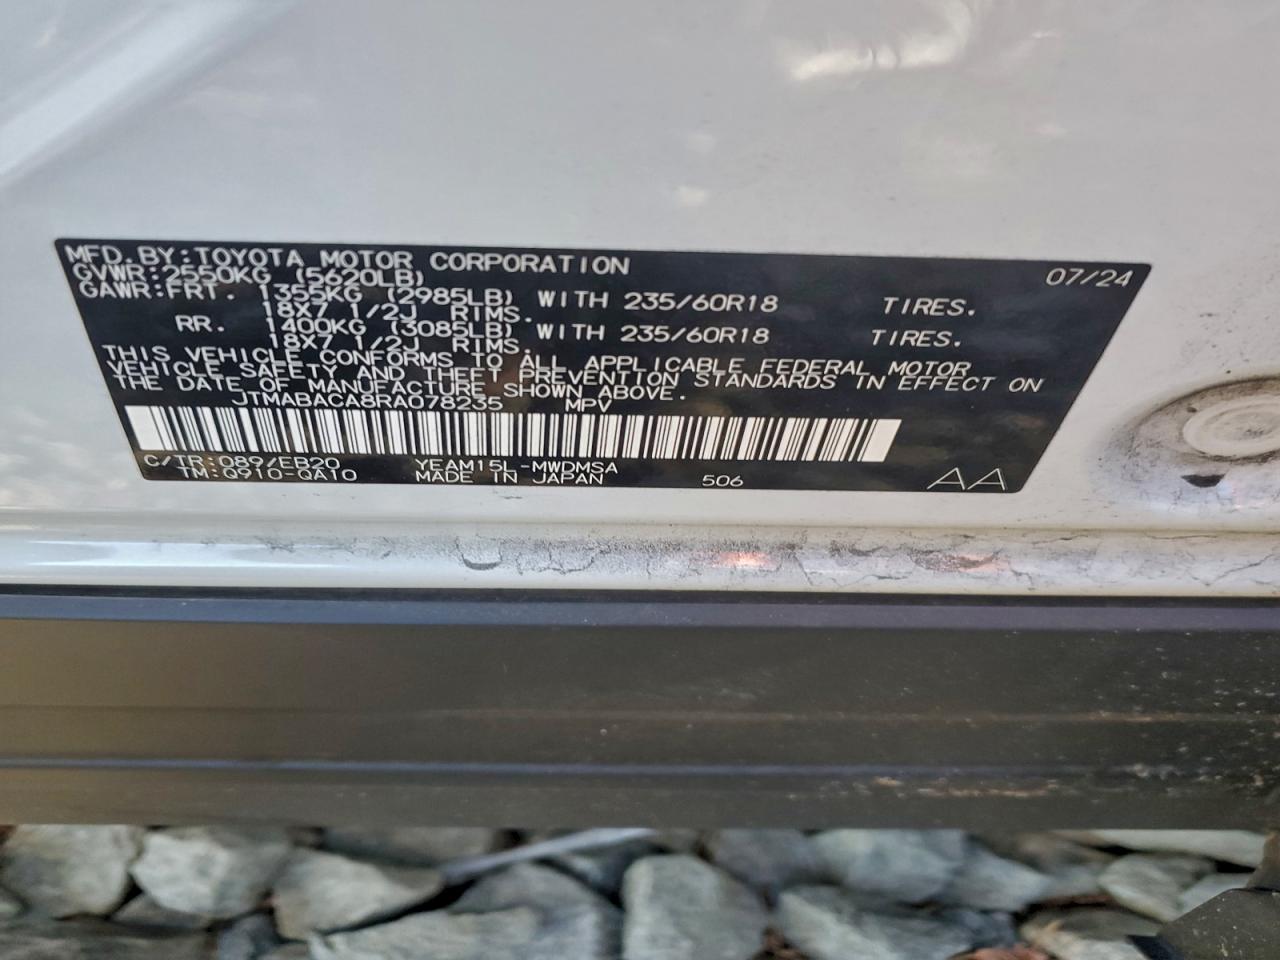 MFD.BY:TOYOTA MOTOR CORPORATION 07/24
GVWR:2550KG (5620LB)
GAWR:FRT. 1355KG (2985LB) WITH 235/60R18 TIRES.
18X7 1/2J RIMS.
RR. 1400KG (3085LB) WITH 235/60R18 TIRES.
18X7 1/2J RIMS.
THIS VEHICLE CONFORMS TO ALL APPLICABLE FEDERAL MOTOR
VEHICLE SAFETY AND THEFT PREVENTION STANDARDS IN EFFECT ON
THE DATE OF MANUFACTURE SHOWN ABOVE.
JTMABACA8RA078235 MPV
C/TR:089/EB20 YEAM15L-MWDMSA
TM:Q910-QA10 MADE IN JAPAN 506 AA